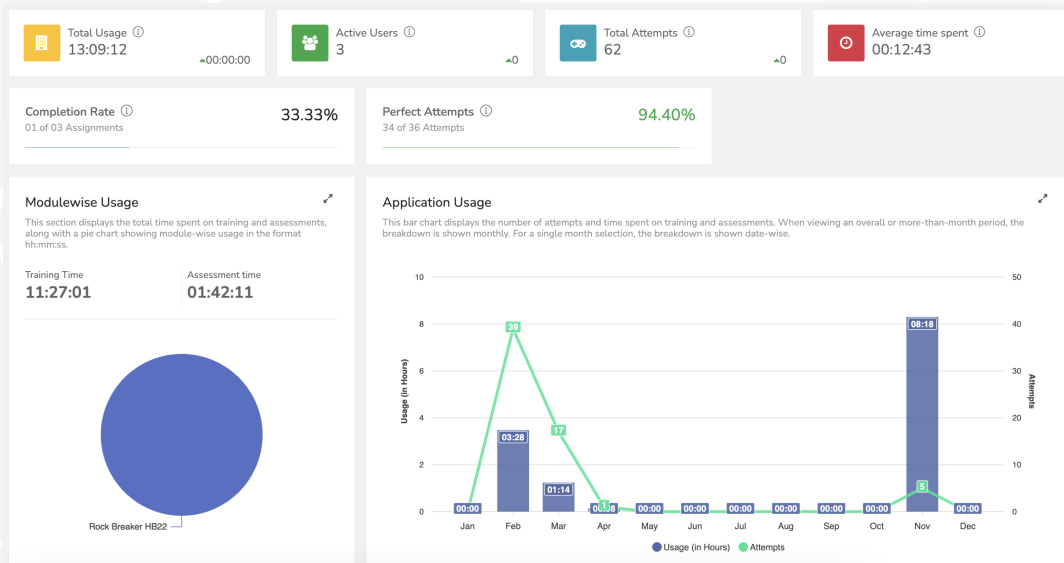 Total Usage
13:09:12
00:00:00
Active Users
3
0
Total Attempts
62
0
Average time spent
00:12:43
Completion Rate
33.33%
01 of 03 Assignments
Perfect Attempts
94.40%
34 of 36 Attempts
Modulewise Usage
This section displays the total time spent on training and assessments,
along with a pie chart showing module-wise usage in the format
hh:mm:ss.
Training Time
11:27:01
Assessment time
01:42:11
Rock Breaker HB22
Application Usage
This bar chart displays the number of attempts and time spent on training and assessments. When viewing an overall or more-than-month period, the
breakdown is shown monthly. For a single month selection, the breakdown is shown date-wise.
Usage (in Hours)
10
8
6
4
2
0
Attempts
50
40
30
20
10
0
39
17
1
5
00:00
03:28
01:14
00:00
00:00
00:00
00:00
00:00
00:00
08:18
00:00
Jan
Feb
Mar
Apr
May
Jun
Jul
Aug
Sep
Oct
Nov
Dec
Usage (in Hours)
Attempts